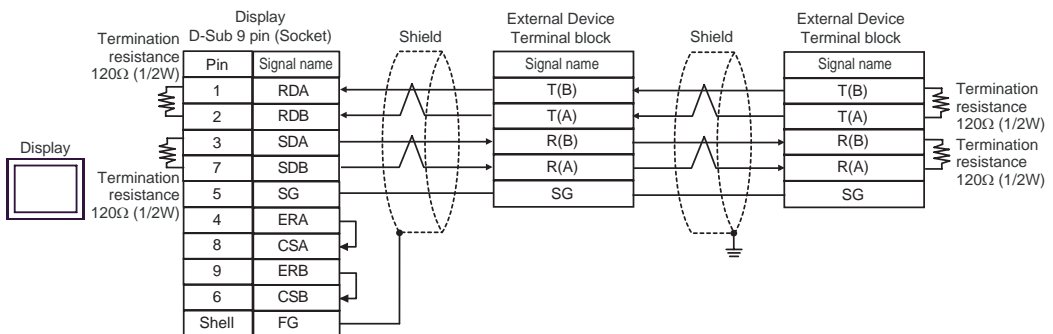 Display
D-Sub 9 pin (Socket)
Shield
External Device
Terminal block
Shield
External Device
Terminal block
Termination
resistance
120Ω (1/2W)
Pin Signal name
1 RDA
2 RDB
3 SDA
7 SDB
5 SG
4 ERA
8 CSA
9 ERB
6 CSB
Shell FG
Display
Termination
resistance
120Ω (1/2W)
Signal name
T(B)
T(A)
R(B)
R(A)
SG
Signal name
T(B)
T(A)
R(B)
R(A)
SG
Termination
resistance
120Ω (1/2W)
Termination
resistance
120Ω (1/2W)